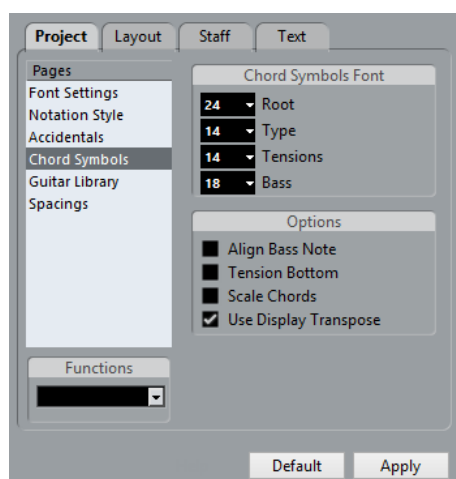 Project Layout Staff Text
Pages
Font Settings
Notation Style
Accidentals
Chord Symbols
Guitar Library
Spacings
Functions
Chord Symbols Font
24 Root
14 Type
14 Tensions
18 Bass
Options
Align Bass Note
Tension Bottom
Scale Chords
Use Display Transpose
Default Apply